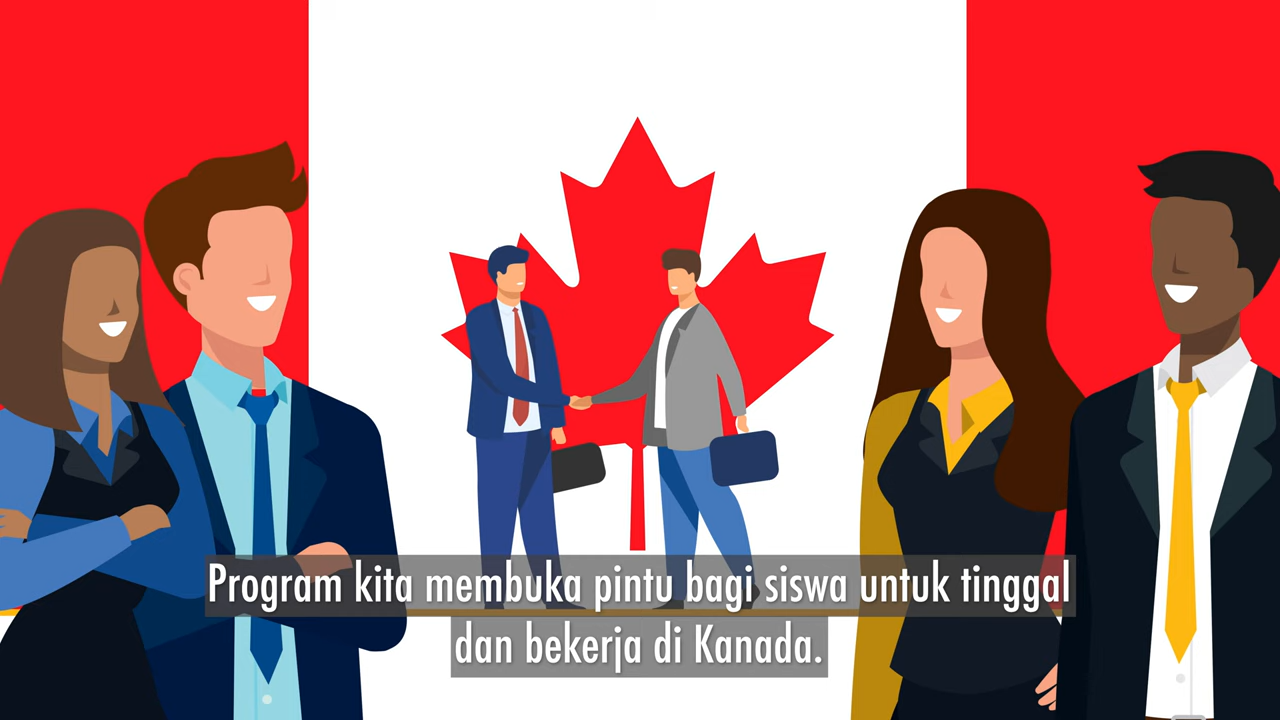 Program kita membuka pintu bagi siswa untuk tinggal
dan bekerja di Kanada.